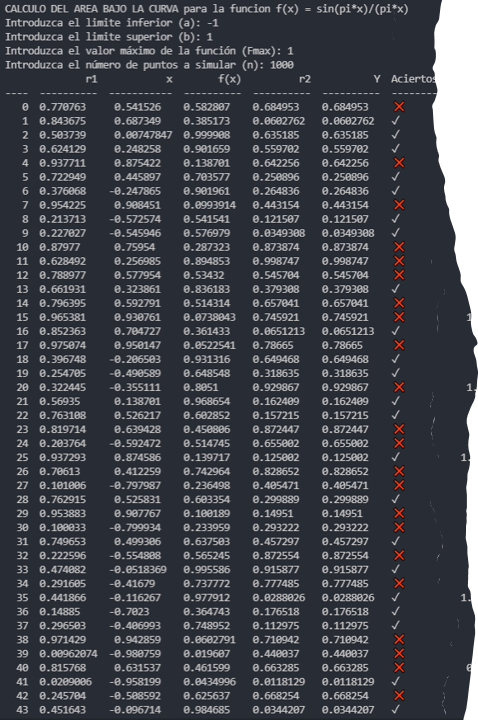 CALCULO DEL AREA BAJO LA CURVA para la funcion f(x) = sin(pi*x)/(pi*x)
Introduzca el limite inferior (a): -1
Introduzca el limite superior (b): 1
Introduzca el valor máximo de la función (Fmax): 1
Introduzca el número de puntos a simular (n): 1000
r1 x f(x) r2 Y Aciertos
---- ---------- ---------- --------- --------- --------- --------
0 0.770763 0.541526 0.582807 0.684953 0.684953 ❌
1 0.843675 0.687349 0.385173 0.0602762 0.0602762 ✓
2 0.503739 0.00747847 0.999908 0.635185 0.635185 ✓
3 0.624129 0.248258 0.901659 0.559702 0.559702 ✓
4 0.937711 0.875422 0.138701 0.642256 0.642256 ❌
5 0.722949 0.445897 0.703577 0.250896 0.250896 ✓
6 0.376068 -0.247865 0.901961 0.264836 0.264836 ✓
7 0.954225 0.908451 0.0993914 0.443154 0.443154 ❌
8 0.213713 -0.572574 0.541541 0.121507 0.121507 ✓
9 0.227027 -0.545946 0.576979 0.0349308 0.0349308 ✓
10 0.87977 0.75954 0.287323 0.873874 0.873874 ❌
11 0.628492 0.256985 0.894853 0.998747 0.998747 ❌
12 0.788977 0.577954 0.53432 0.545704 0.545704 ❌
13 0.661931 0.323861 0.836183 0.379308 0.379308 ✓
14 0.796395 0.592791 0.514314 0.657041 0.657041 ❌
15 0.965381 0.930761 0.0738043 0.745921 0.745921 ❌ 1
16 0.852363 0.704727 0.361433 0.0651213 0.0651213 ✓
17 0.975074 0.950147 0.0522541 0.78665 0.78665 ❌
18 0.396748 -0.206503 0.931316 0.649468 0.649468 ✓
19 0.254705 -0.490589 0.648548 0.318635 0.318635 ✓
20 0.322445 -0.355111 0.8051 0.929867 0.929867 ❌ 1.
21 0.56935 0.138701 0.968654 0.162409 0.162409 ✓
22 0.763108 0.526217 0.602852 0.157215 0.157215 ✓
23 0.819714 0.639428 0.450806 0.872447 0.872447 ❌
24 0.203764 -0.592472 0.514745 0.655002 0.655002 ❌
25 0.937293 0.874586 0.139717 0.125002 0.125002 ✓ 1.
26 0.70613 0.412259 0.742964 0.828652 0.828652 ❌
27 0.101006 -0.797987 0.236498 0.405471 0.405471 ❌
28 0.762915 0.525831 0.603354 0.299889 0.299889 ✓
29 0.953883 0.907767 0.100189 0.14951 0.14951 ❌
30 0.100033 -0.799934 0.233959 0.293222 0.293222 ❌
31 0.749653 0.499306 0.637503 0.457297 0.457297 ✓
32 0.222596 -0.554808 0.565245 0.872554 0.872554 ❌
33 0.474082 -0.0518369 0.995586 0.915877 0.915877 ✓
34 0.291605 -0.41679 0.737772 0.777485 0.777485 ❌
35 0.441866 -0.116267 0.977912 0.0288026 0.0288026 ✓ 1.
36 0.14885 -0.7023 0.364743 0.176518 0.176518 ✓
37 0.296503 -0.406993 0.748952 0.112975 0.112975 ✓
38 0.971429 0.942859 0.0602791 0.710942 0.710942 ❌
39 0.00962074 -0.980759 0.019607 0.440037 0.440037 ❌
40 0.815768 0.631537 0.461599 0.663285 0.663285 ❌
41 0.0209006 -0.958199 0.0434996 0.0118129 0.0118129 ✓
42 0.245704 -0.508592 0.625637 0.668254 0.668254 ❌
43 0.451643 -0.096714 0.984685 0.0344207 0.0344207 ✓